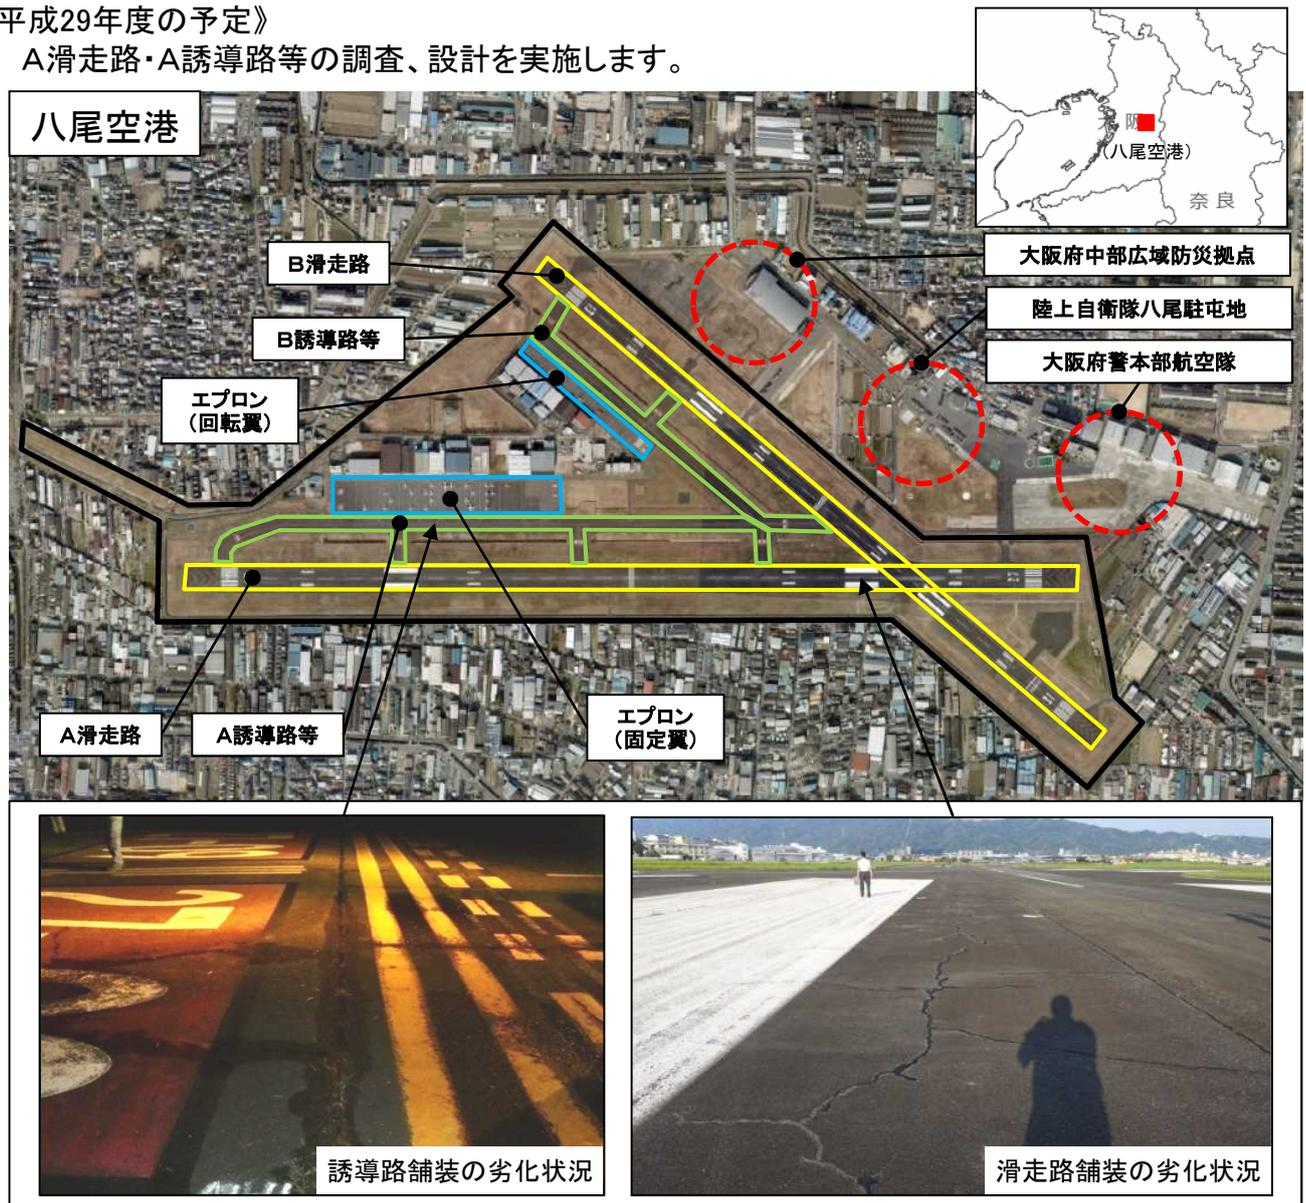 平成29年度の予定》
A滑走路・A誘導路等の調査、設計を実施します。
八尾空港
阪
(八尾空港)
奈良
B滑走路
大阪府中部広域防災拠点
陸上自衛隊八尾駐屯地
B誘導路等
大阪府警本部航空隊
エプロン
(回転翼)
A滑走路
A誘導路等
エプロン
(固定翼)
誘導路舗装の劣化状況
滑走路舗装の劣化状況